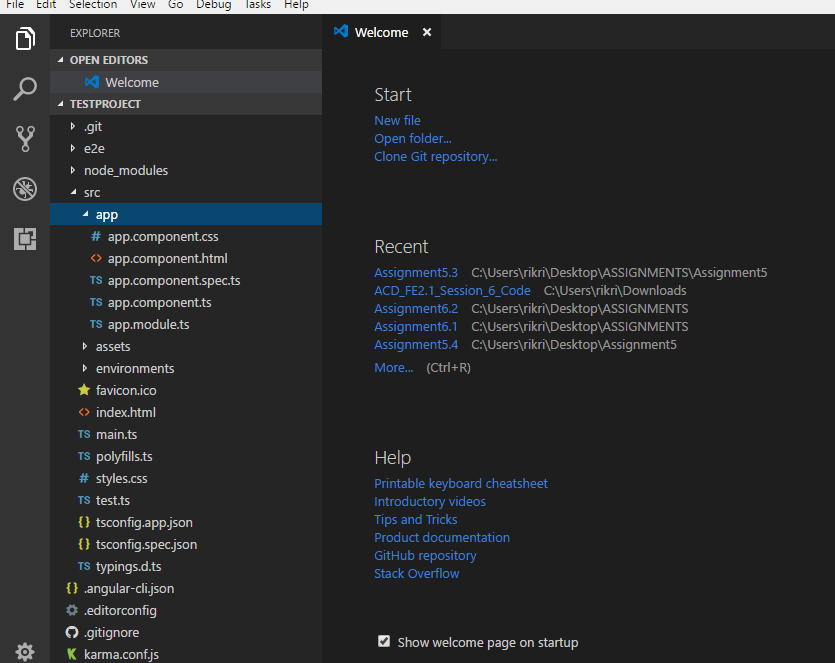 File Edit Selection View Go Debug Tasks Help
EXPLORER
OPEN EDITORS
Welcome
TESTPROJECT
.git
e2e
node_modules
src
app
# app.component.css
<> app.component.html
TS app.component.spec.ts
TS app.component.ts
TS app.module.ts
assets
environments
favicon.ico
<> index.html
TS main.ts
TS polyfills.ts
# styles.css
TS test.ts
{} tsconfig.app.json
{} tsconfig.spec.json
TS typings.d.ts
{} .angular-cli.json
.editorconfig
.gitignore
karma.conf.js
Welcome ×
Start
New file
Open folder...
Clone Git repository...
Recent
Assignment5.3 C:\Users\rikri\Desktop\ASSIGNMENTS\Assignment5
ACD_FE2.1_Session_6_Code C:\Users\rikri\Downloads
Assignment6.2 C:\Users\rikri\Desktop\ASSIGNMENTS
Assignment6.1 C:\Users\rikri\Desktop\ASSIGNMENTS
Assignment5.4 C:\Users\rikri\Desktop\Assignment5
More... (Ctrl+R)
Help
Printable keyboard cheatsheet
Introductory videos
Tips and Tricks
Product documentation
GitHub repository
Stack Overflow
Show welcome page on startup